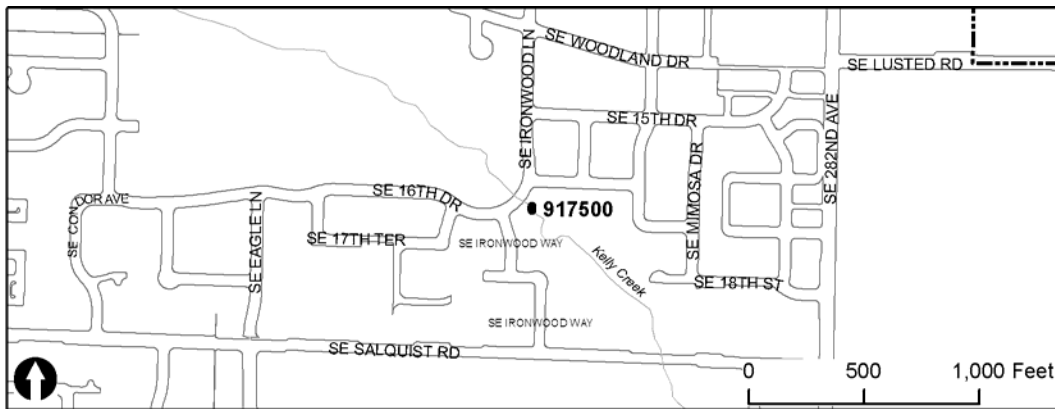 SE WOODLAND DR
SE LUSTED RD
SE IRONWOOD LN
SE 15TH DR
SE 282ND AVE
SE MIMOSA DR
SE 16TH DR
SE CONDOR AVE
SE EAGLE LN
917500
SE 17TH TER
SE IRONWOOD WAY
Kelly Creek
SE 18TH ST
SE IRONWOOD WAY
SE SALQUIST RD
0 500 1,000 Feet